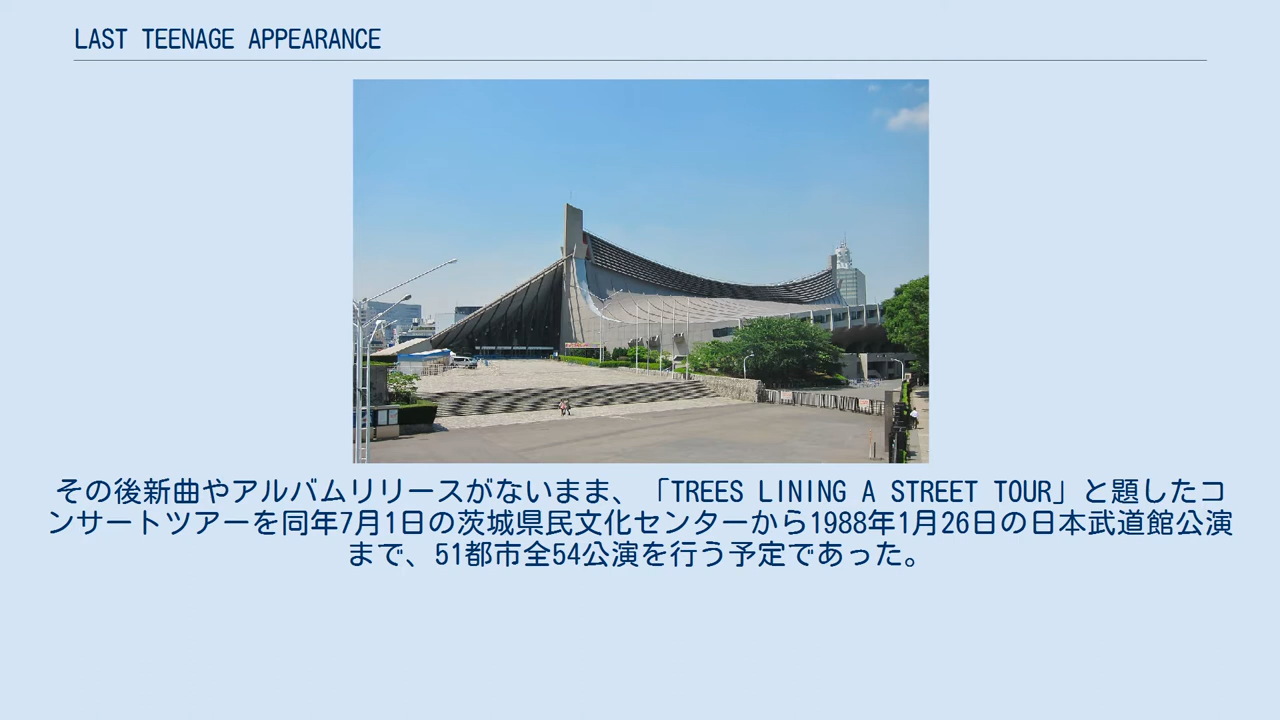 LAST TEENAGE APPEARANCE
その後新曲やアルバムリリースがないまま、「TREES LINING A STREET TOUR」と題したコ
ンサートツアーを同年7月1日の茨城県民文化センターから1988年1月26日の日本武道館公演
まで、51都市全54公演を行う予定であった。